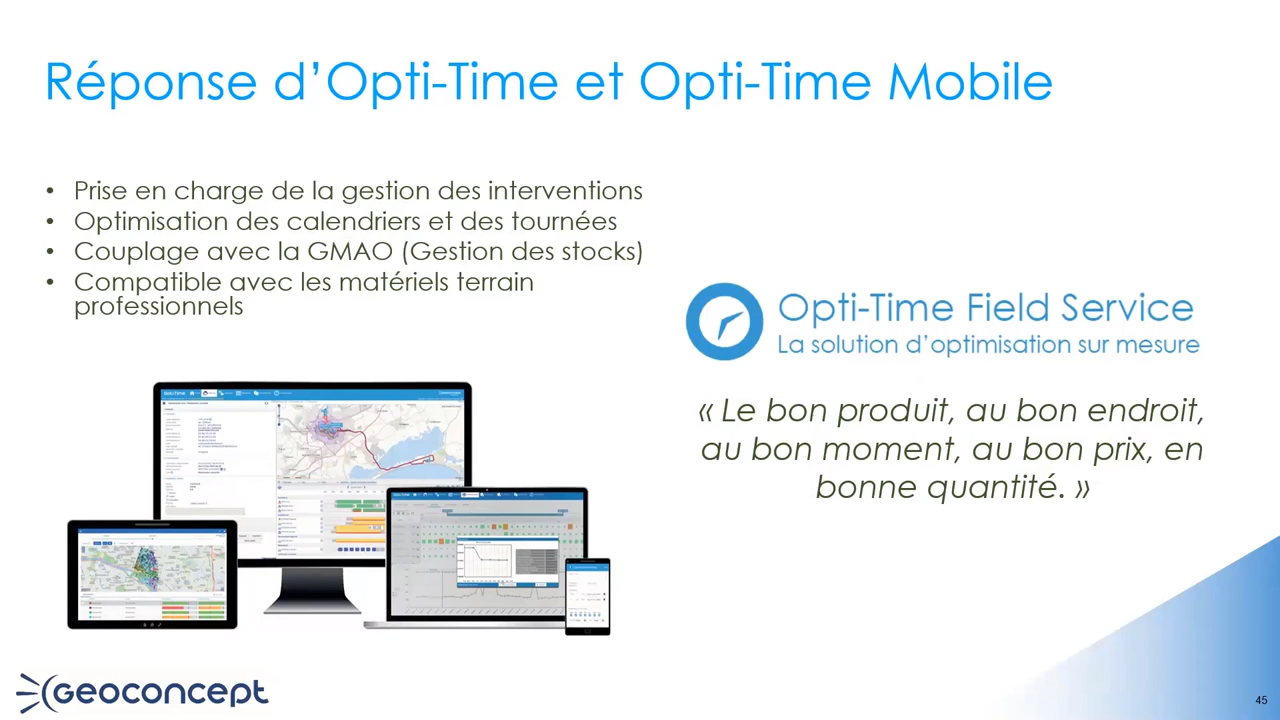 Réponse d’Opti-Time et Opti-Time Mobile
• Prise en charge de la gestion des interventions
• Optimisation des calendriers et des tournées
• Couplage avec la GMAO (Gestion des stocks)
• Compatible avec les matériels terrain
professionnels
Opti-Time Field Service
La solution d’optimisation sur mesure
« Le bon produit, au bon endroit,
au bon moment, au bon prix, en
bonne quantité. »
Geoconcept
45